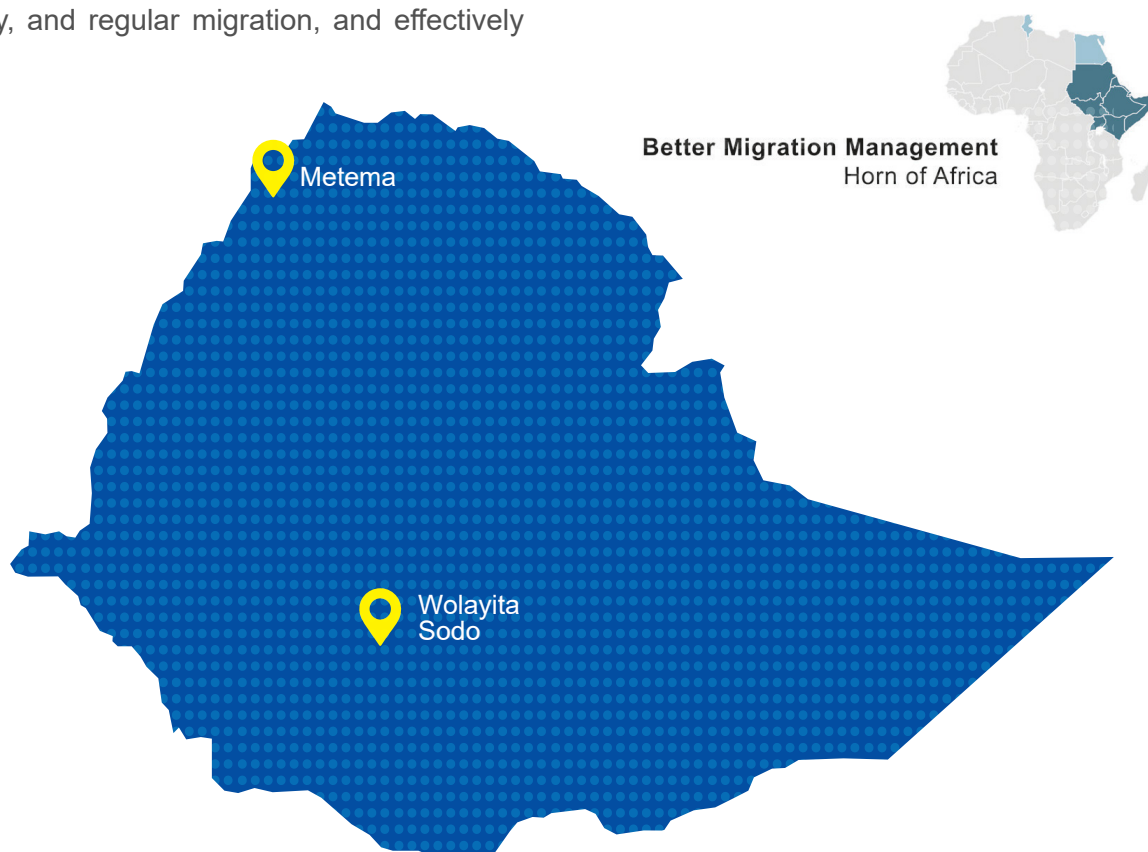 y, and regular migration, and effectively
Better Migration Management
Horn of Africa
Metema
Wolayita
Sodo